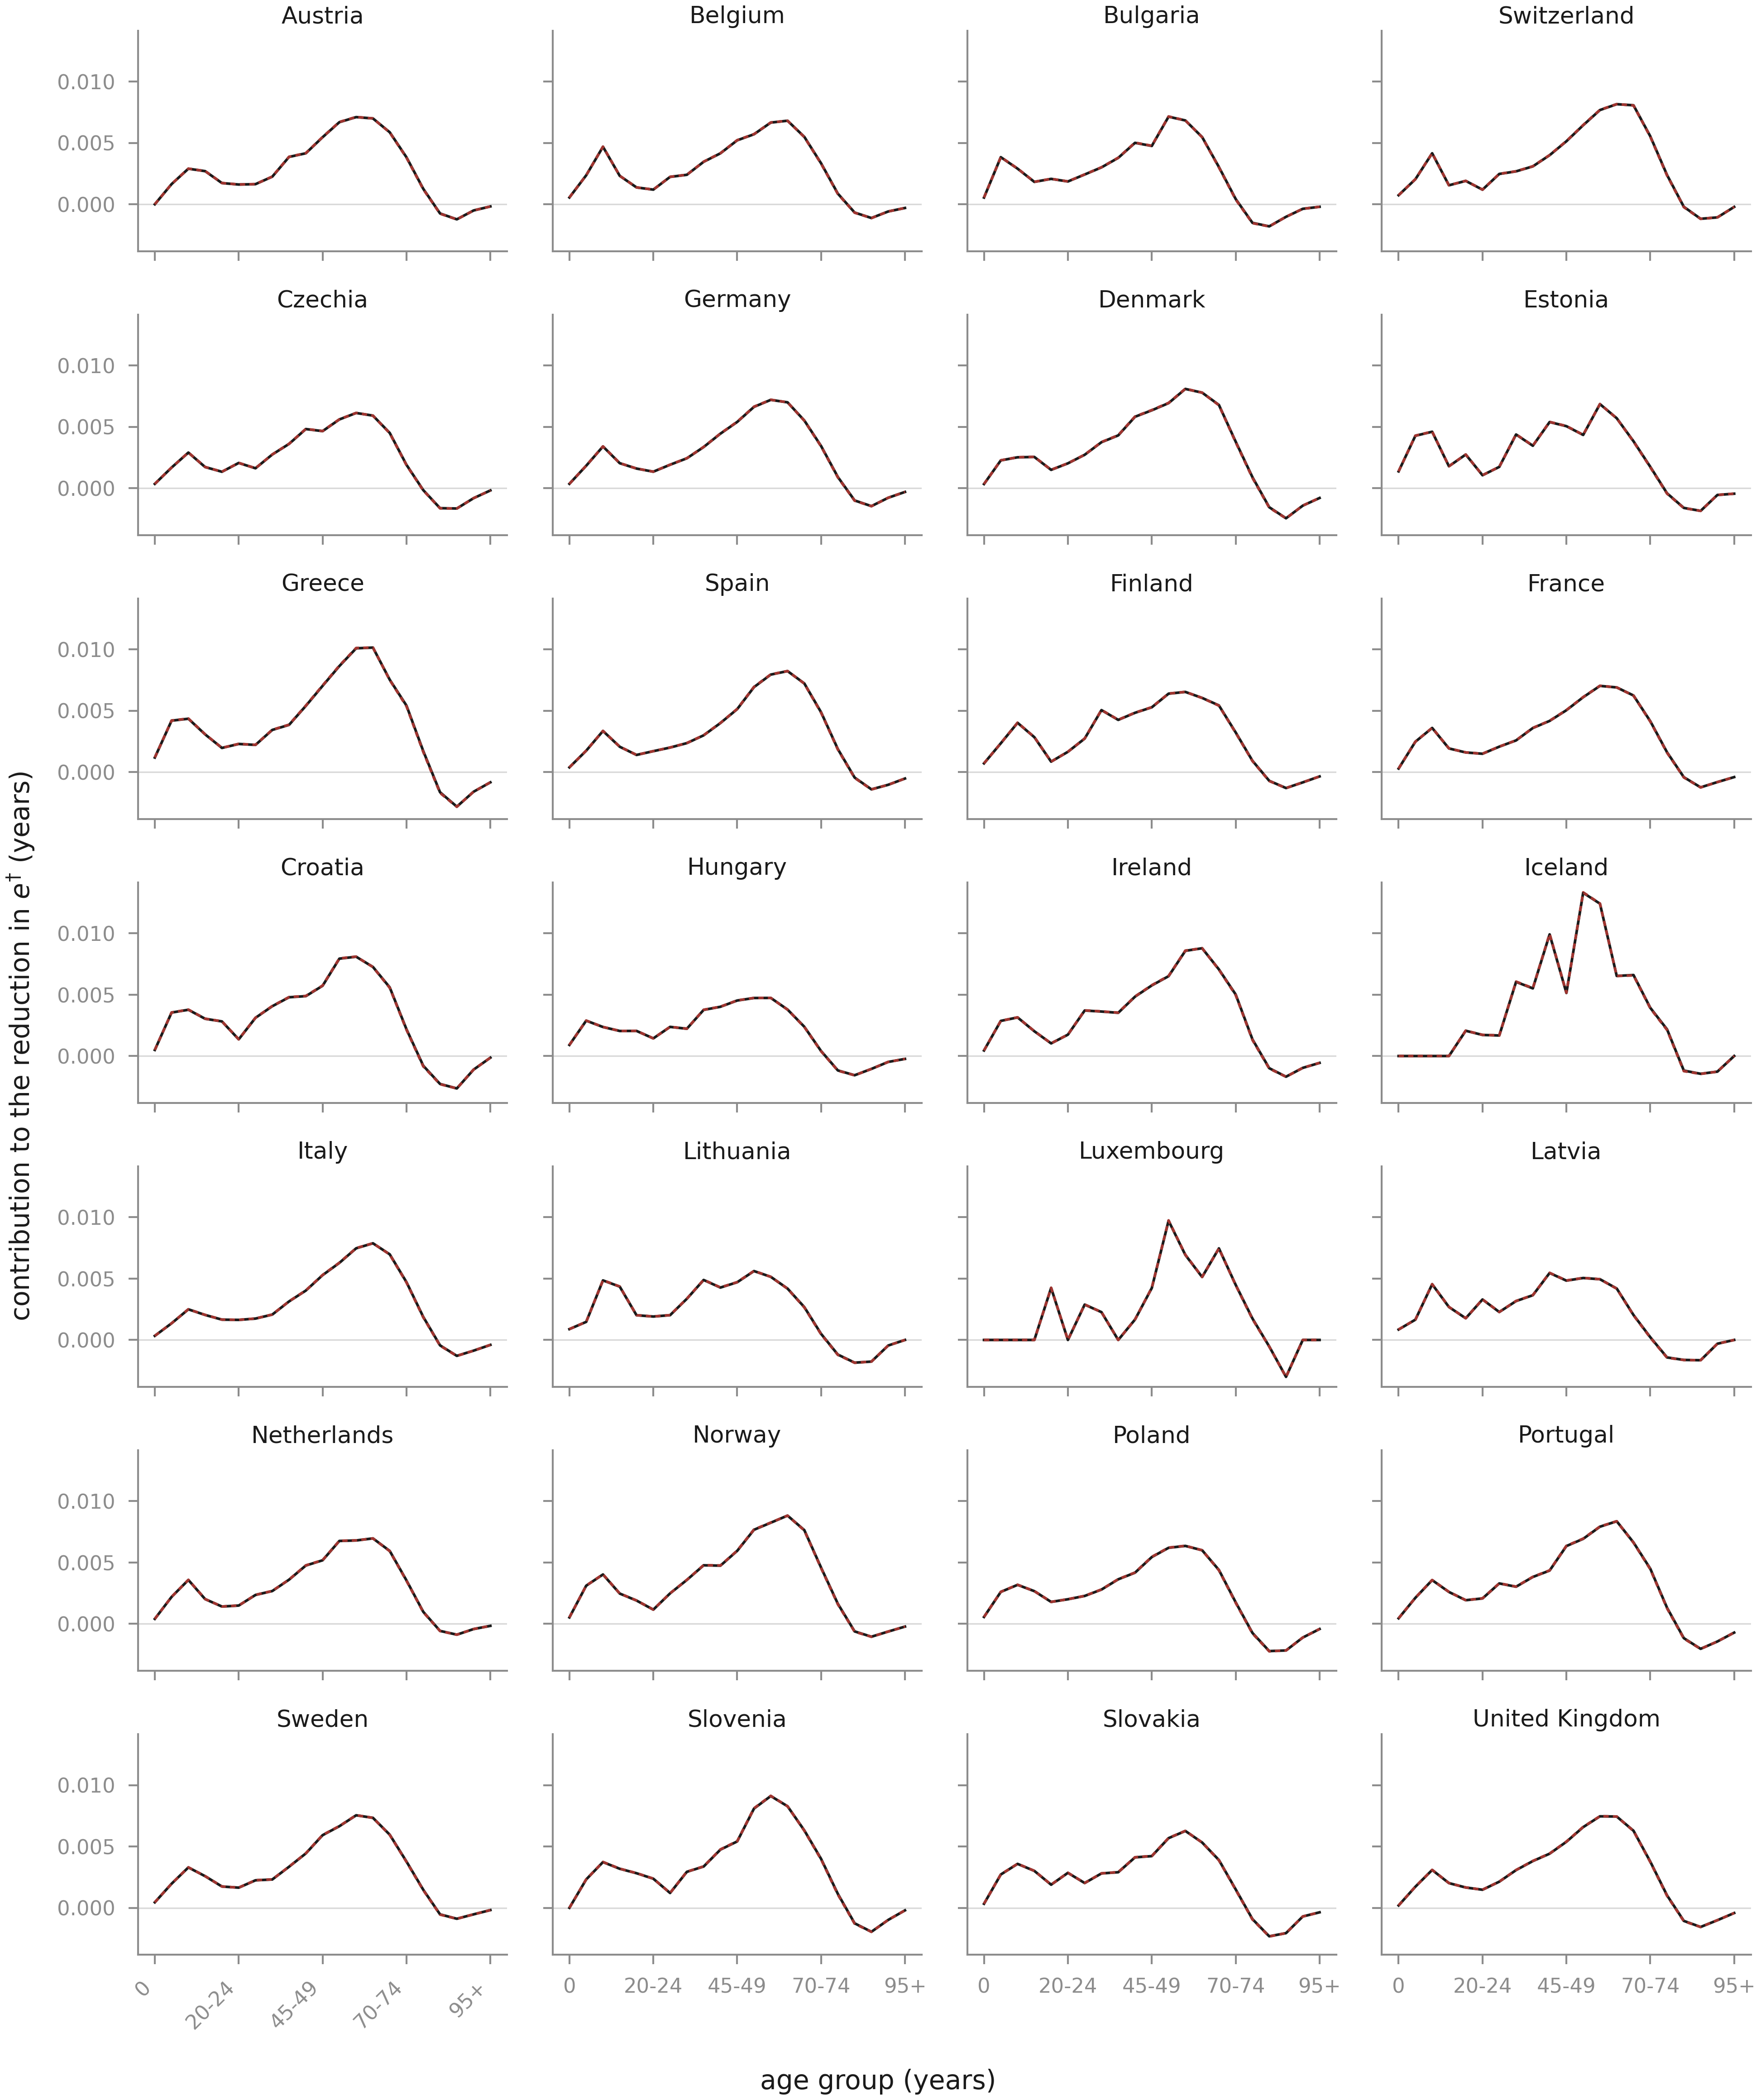 Austria
Belgium
Bulgaria
Switzerland
0.010
0.005
0.000
Czechia
Germany
Denmark
Estonia
0.010
0.005
0.000
Greece
Spain
Finland
France
0.010
0.005
0.000
Croatia
Hungary
Ireland
Iceland
0.010
0.005
0.000
Italy
Lithuania
Luxembourg
Latvia
0.010
0.005
0.000
Netherlands
Norway
Poland
Portugal
0.010
0.005
0.000
Sweden
Slovenia
Slovakia
United Kingdom
0.010
0.005
0.000
0 20-24 45-49 70-74 95+
0 20-24 45-49 70-74 95+
0 20-24 45-49 70-74 95+
0 20-24 45-49 70-74 95+
contribution to the reduction in e† (years)
age group (years)